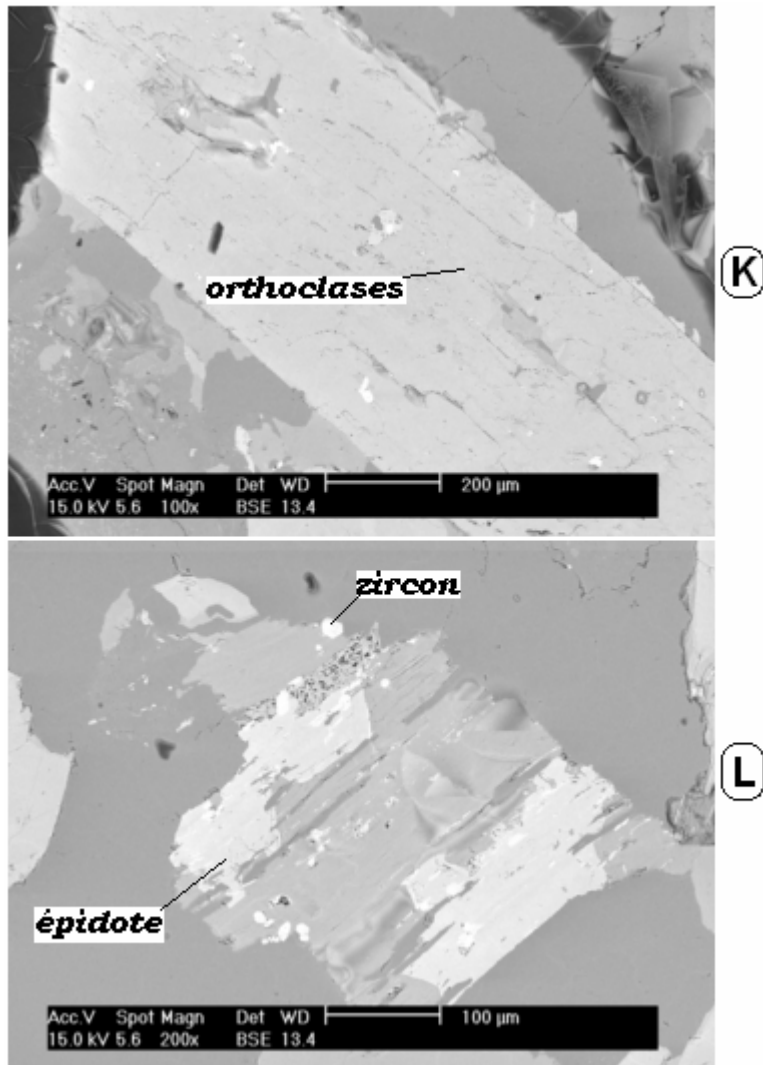 orthoclases
K
Acc.V Spot Magn Det WD 200 µm
15.0 kV 5.6 100x BSE 13.4
zircon
L
épidote
Acc.V Spot Magn Det WD 100 µm
15.0 kV 5.6 200x BSE 13.4